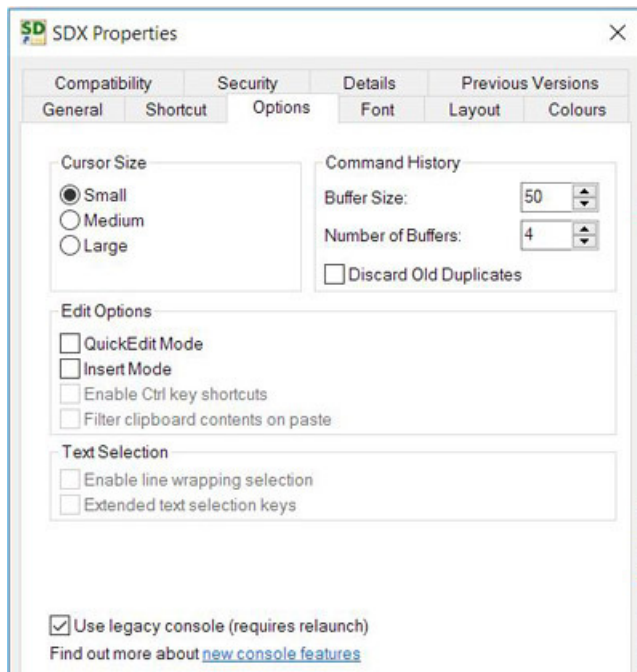 SD SDX Properties
Compatibility Security Details Previous Versions
General Shortcut Options Font Layout Colours
Cursor Size
Small
Medium
Large
Command History
Buffer Size: 50
Number of Buffers: 4
Discard Old Duplicates
Edit Options
QuickEdit Mode
Insert Mode
Enable Ctrl key shortcuts
Filter clipboard contents on paste
Text Selection
Enable line wrapping selection
Extended text selection keys
Use legacy console (requires relaunch)
Find out more about new console features